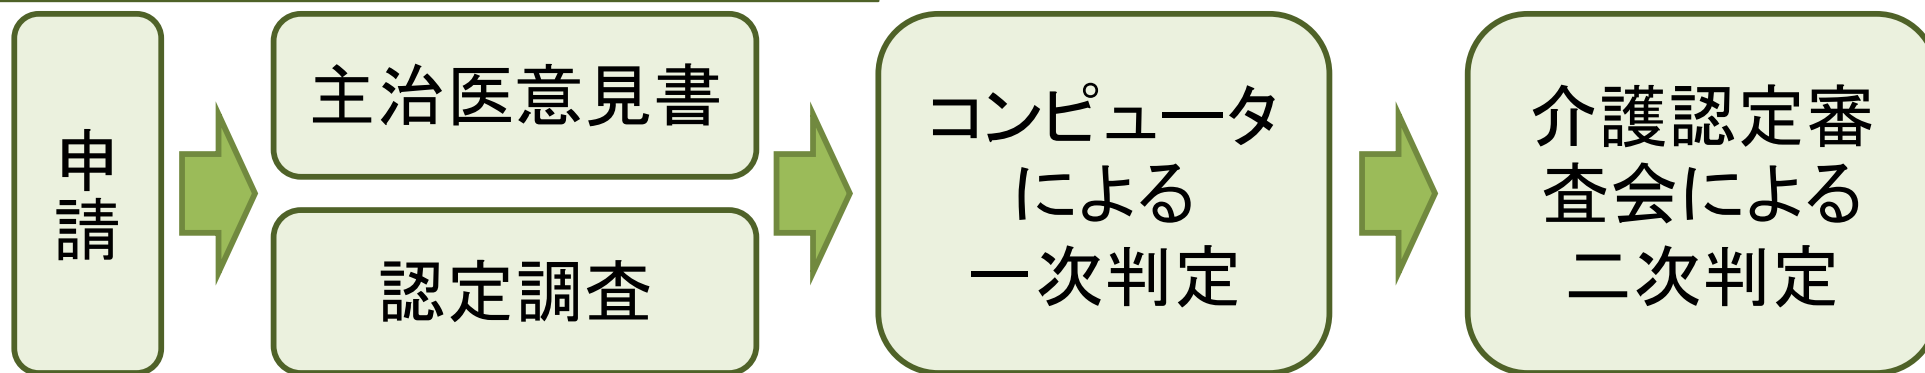 申請
主治医意見書
認定調査
コンピュータ
による
一次判定
介護認定審
査会による
二次判定